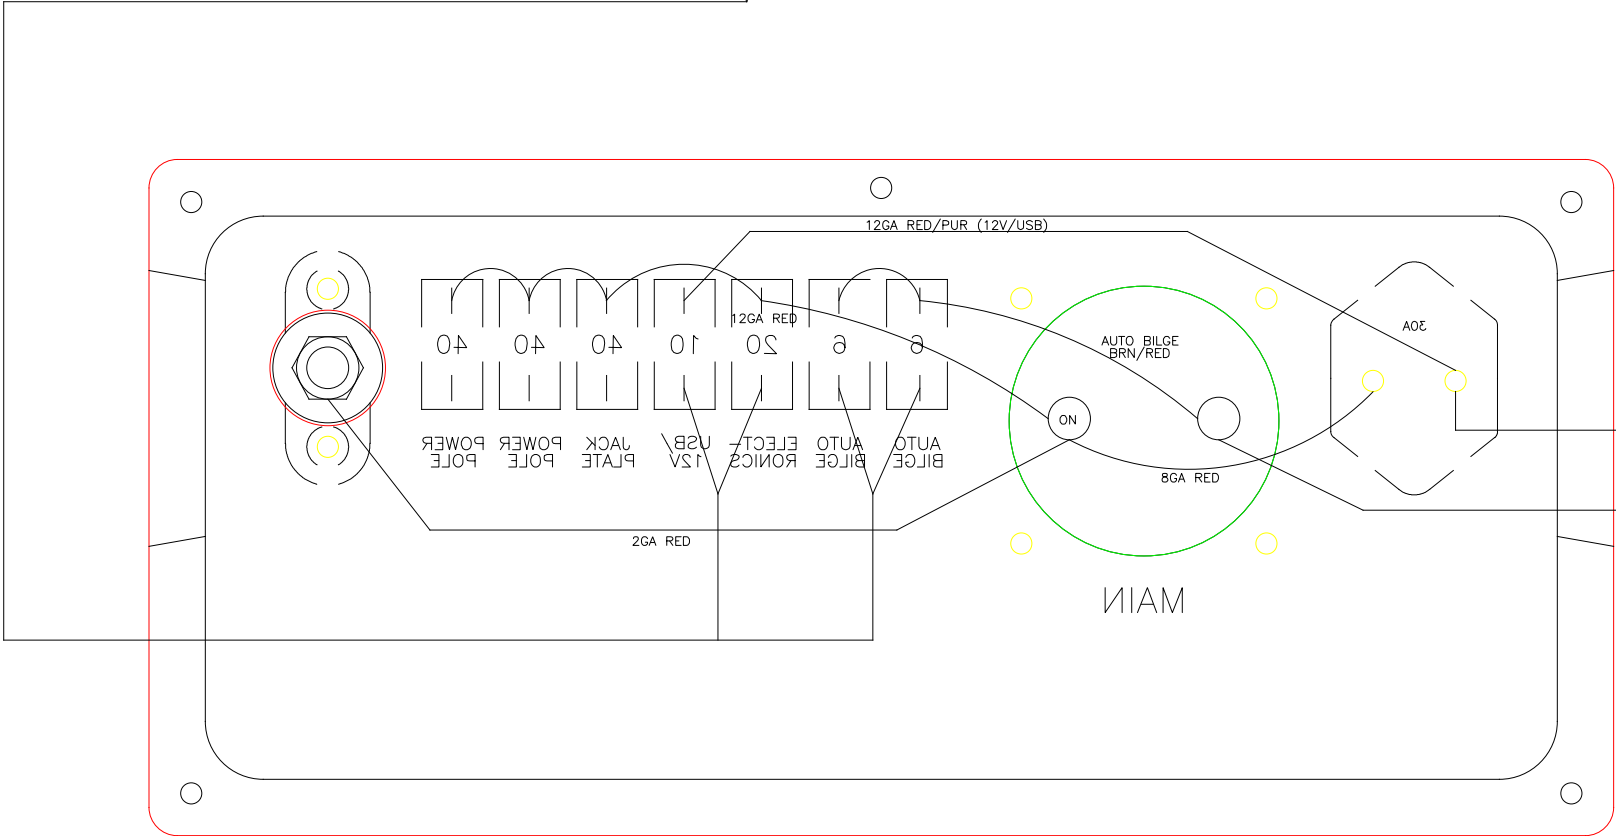 12GA RED/PUR (12V/USB)
12GA RED
40
40
40
10
20
6
6
AUTO BILGE
BRN/RED
30A
ON
POWER
POLE
POWER
POLE
JACK
PLATE
USB/
12V
ELECT-
RONICS
AUTO
BILGE
AUTO
BILGE
8GA RED
2GA RED
MAIN